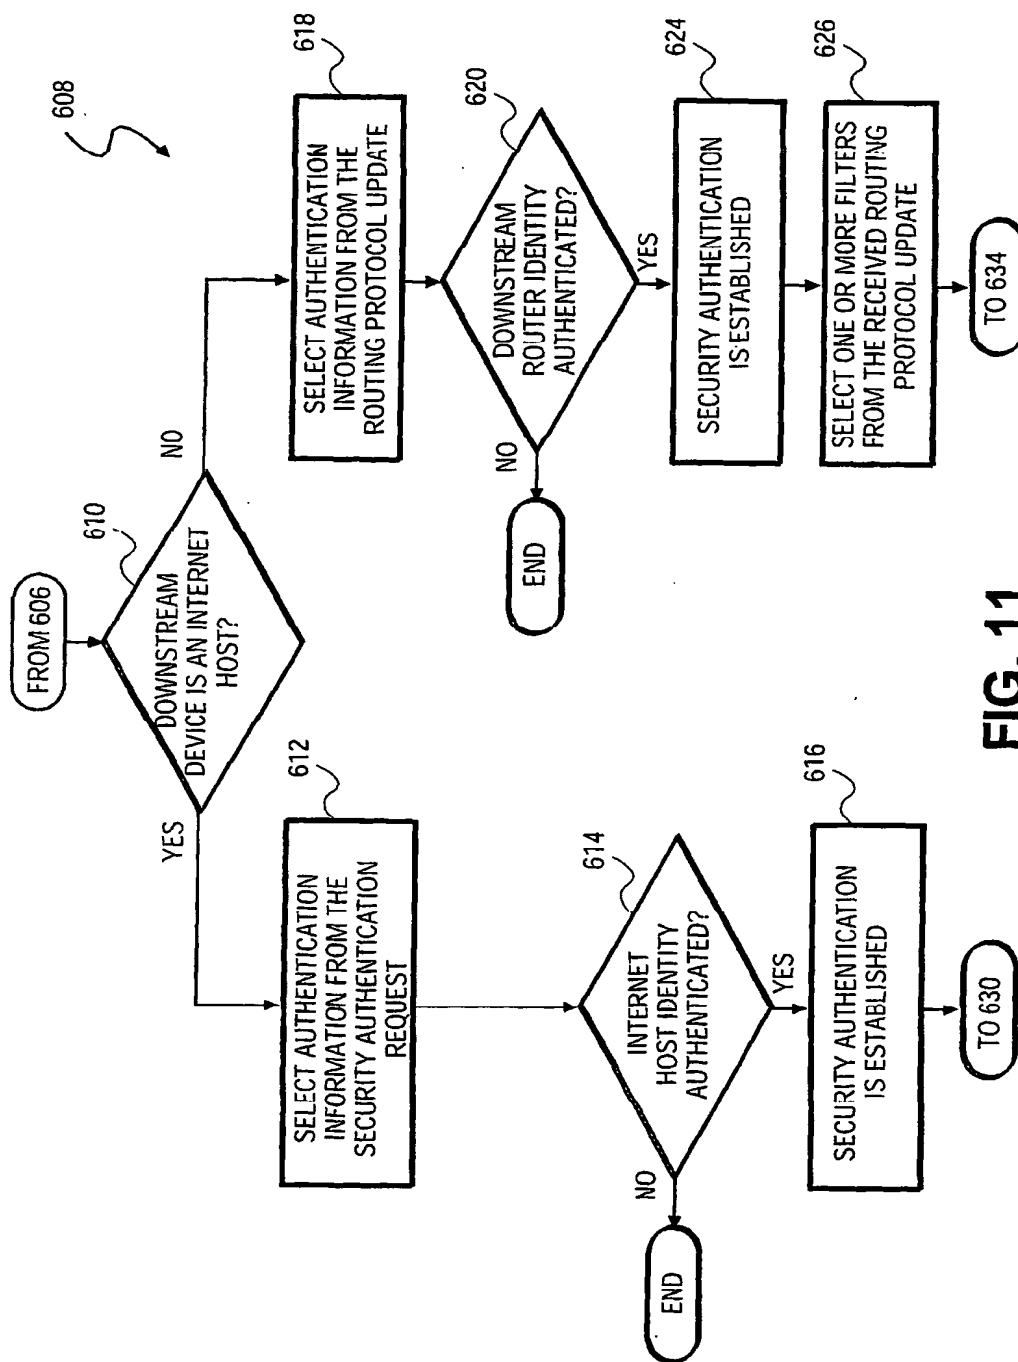 608
FROM 606
610
DOWNSTREAM
DEVICE IS AN INTERNET
HOST?
YES
NO
612
SELECT AUTHENTICATION
INFORMATION FROM THE
SECURITY AUTHENTICATION
REQUEST
614
INTERNET
HOST IDENTITY
AUTHENTICATED?
NO
END
YES
616
SECURITY AUTHENTICATION
IS ESTABLISHED
TO 630
618
SELECT AUTHENTICATION
INFORMATION FROM THE
ROUTING PROTOCOL UPDATE
620
DOWNSTREAM
ROUTER IDENTITY
AUTHENTICATED?
NO
END
YES
624
SECURITY AUTHENTICATION
IS ESTABLISHED
626
SELECT ONE OR MORE FILTERS
FROM THE RECEIVED ROUTING
PROTOCOL UPDATE
TO 634
FIG. 11